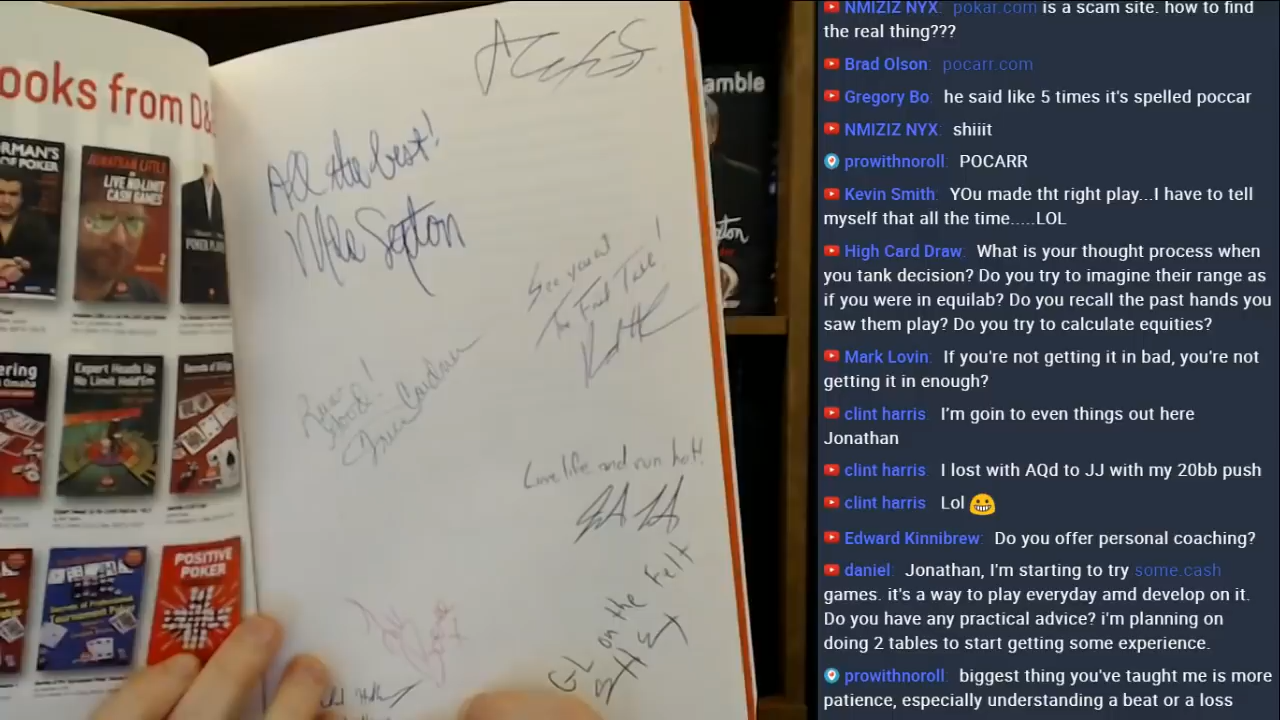 ooks from D&
ORMAN'S
OF POKER
JONATHAN LITTLE
LIVE NO-LIMIT
CASH GAMES
2
POKER
ering
Omaha
Expert Heads Up
No Limit Hold'Em
POSITIVE
POKER
All the best!
Mike Sexton
See you at
The Final Table!
Run
Good!
Love life and run hot!
GL on the Felt
amble
NMIZIZ NYX: pokar.com is a scam site. how to find
the real thing???
Brad Olson: pocarr.com
Gregory Bo: he said like 5 times it's spelled poccar
NMIZIZ NYX: shiiit
prowithnoroll: POCARR
Kevin Smith: YOu made tht right play...I have to tell
myself that all the time.....LOL
High Card Draw: What is your thought process when
you tank decision? Do you try to imagine their range as
if you were in equilab? Do you recall the past hands you
saw them play? Do you try to calculate equities?
Mark Lovin: If you're not getting it in bad, you're not
getting it in enough?
clint harris: I'm goin to even things out here
Jonathan
clint harris: I lost with AQd to JJ with my 20bb push
clint harris: Lol 😁
Edward Kinnibrew: Do you offer personal coaching?
daniel: Jonathan, I'm starting to try some.cash
games. it's a way to play everyday amd develop on it.
Do you have any practical advice? i'm planning on
doing 2 tables to start getting some experience.
prowithnoroll: biggest thing you've taught me is more
patience, especially understanding a beat or a loss